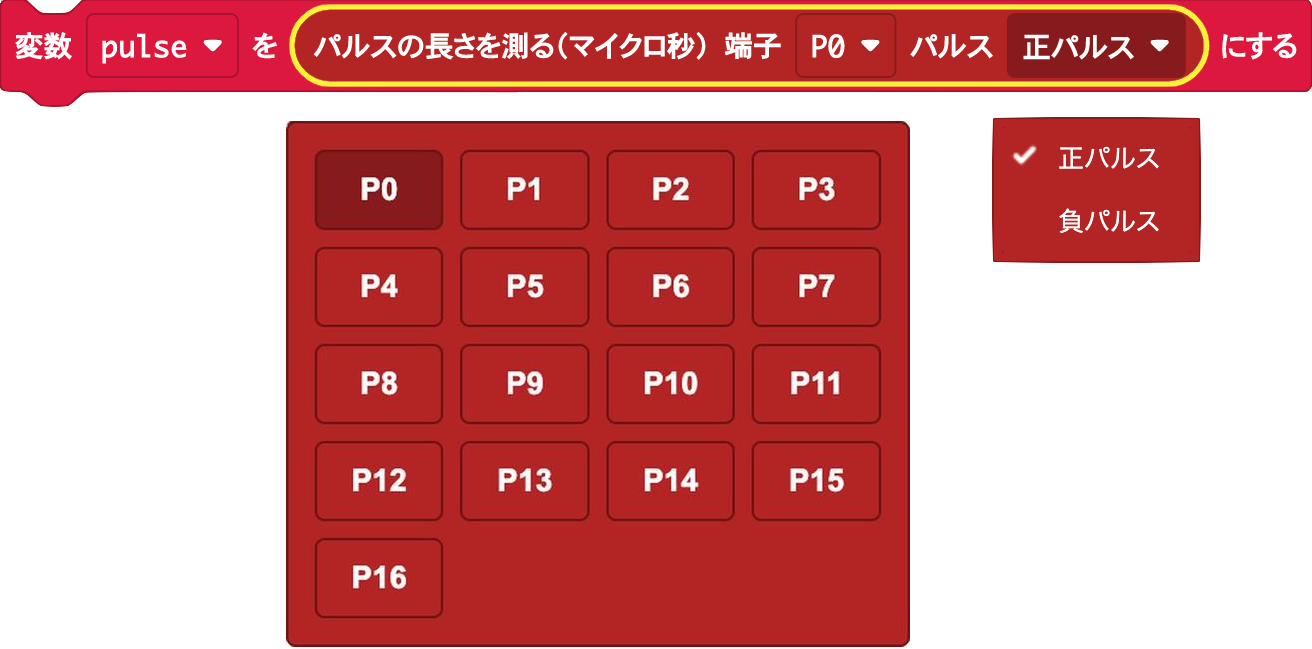 変数 pulse を パルスの長さを測る(マイクロ秒) 端子 P0 パルス 正パルス にする
P0 P1 P2 P3
P4 P5 P6 P7
P8 P9 P10 P11
P12 P13 P14 P15
P16
正パルス
負パルス